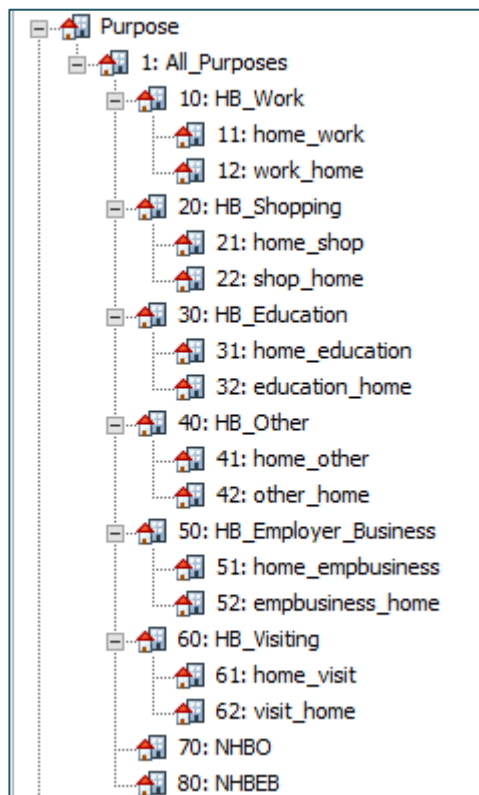 Purpose
1: All_Purposes
10: HB_Work
11: home_work
12: work_home
20: HB_Shopping
21: home_shop
22: shop_home
30: HB_Education
31: home_education
32: education_home
40: HB_Other
41: home_other
42: other_home
50: HB_Employer_Business
51: home_empbusiness
52: empbusiness_home
60: HB_Visiting
61: home_visit
62: visit_home
70: NHBO
80: NHBEB